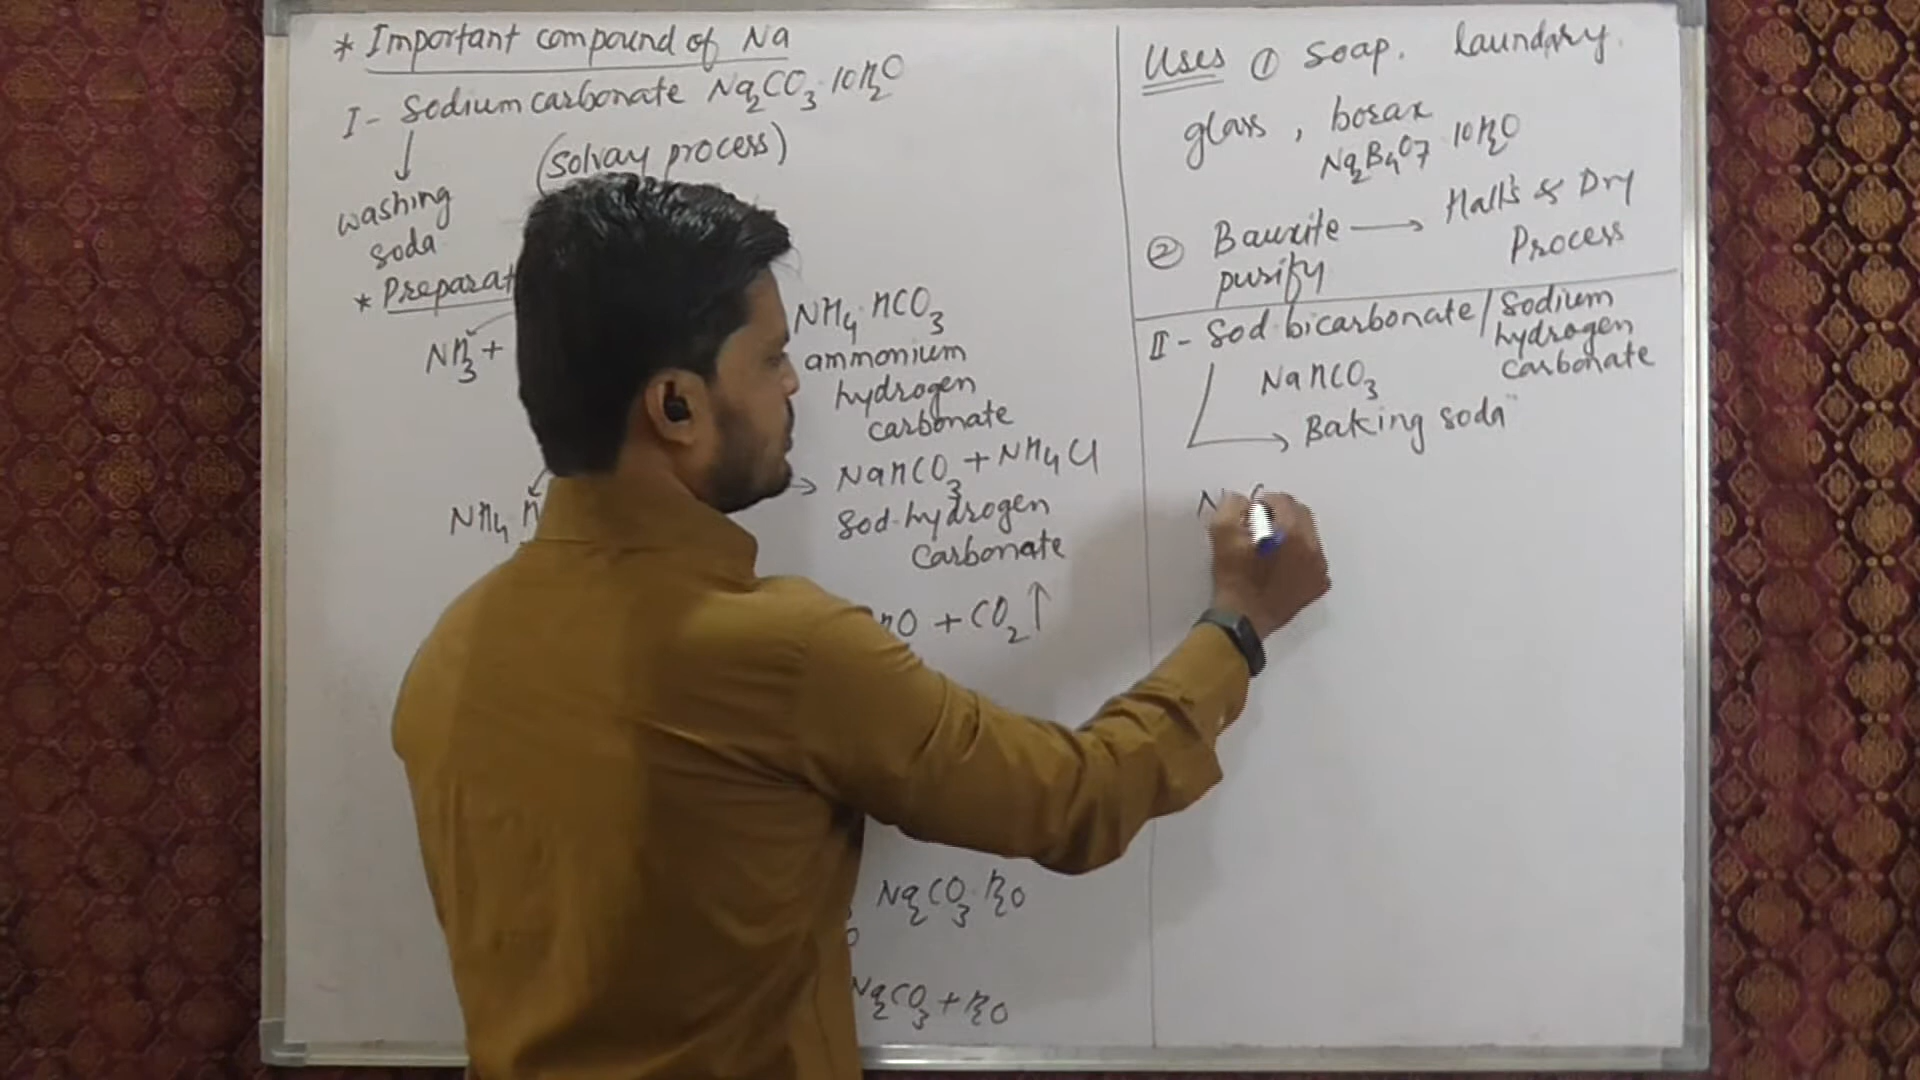 * Important compound of Na
I - Sodium carbonate Na2CO3·10H2O
(Solvay process)
washing
soda
* Preparat
NH3 +
NH4·HCO3
ammonium
hydrogen
carbonate
NH4 H
→ NaHCO3 + NH4Cl
Sod·hydrogen
Carbonate
+ CO2↑
Na2CO3·H2O
Na2CO3 + H2O
Uses ① Soap. laundary.
glass, borax
Na2B4O7·10H2O
② Bauxite → Hall's & Dry
Process
purify
II - Sod·bicarbonate / Sodium
hydrogen
carbonate
NaHCO3
→ Baking soda"
N